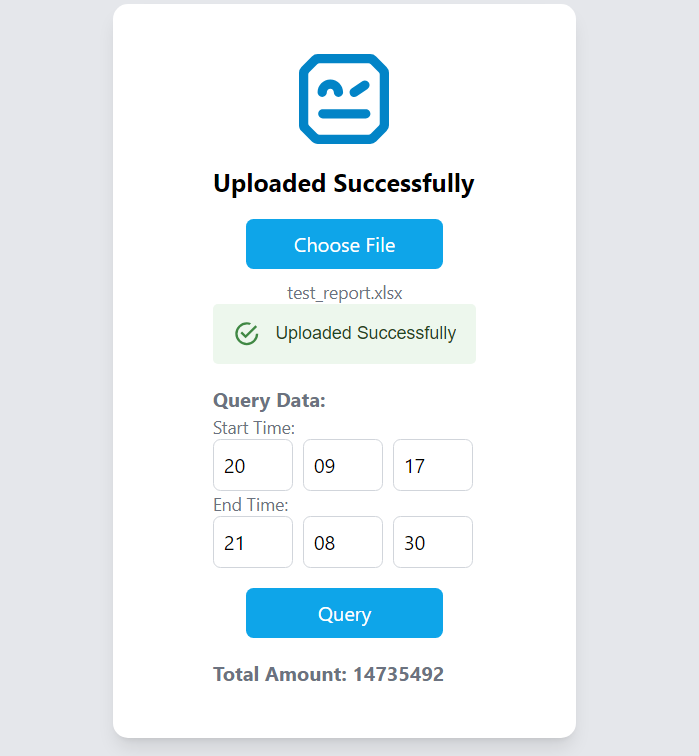 Uploaded Successfully
Choose File
test_report.xlsx
Uploaded Successfully
Query Data:
Start Time:
20 09 17
End Time:
21 08 30
Query
Total Amount: 14735492